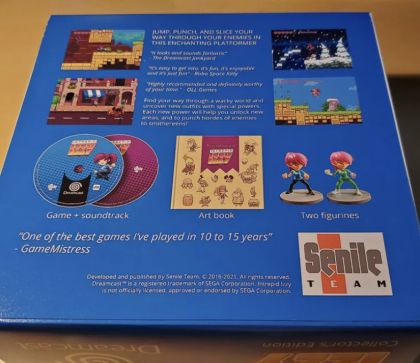 JUMP, PUNCH, AND SLICE YOUR
WAY THROUGH YOUR ENEMIES IN
THIS ENCHANTING PLATFORMER
"It looks and sounds fantastic"
- The Dreamcast Junkyard
"It's easy to get into, it's fun, it's enjoyable
and it's just fun" - Robo Space Kitty
"Highly recommended and definitely worthy
of your time." - OLL Games
Find your way through a wacky world and
uncover new outfits with special powers.
Each new power will help you unlock new
areas, and to punch hordes of enemies
to smithereens!
Dreamcast
Game + soundtrack
Art book
Two figurines
"One of the best games I've played in 10 to 15 years"
- GameMistress
Senile
TEAM
Developed and published by Senile Team. © 2016-2021. All rights reserved.
Dreamcast™ is a registered trademark of SEGA Corporation. Intrepid Izzy
is not officially licensed, approved or endorsed by SEGA Corporation.
Dreamcast
Collector's Edition